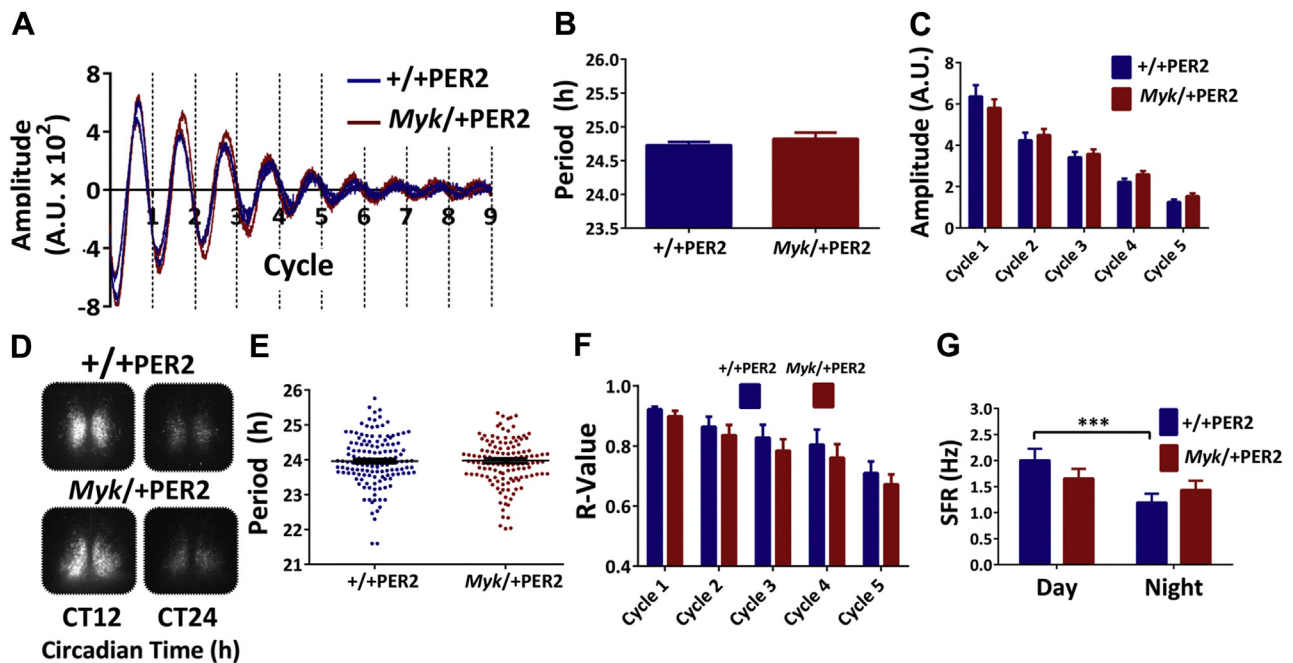 A
8
4
0
-4
-8
Amplitude
(A.U. x 10²)
+/+PER2
Myk/+PER2
1 2 3 4 5 6 7 8 9
Cycle
B
26.0
25.5
25.0
24.5
24.0
23.5
Period (h)
+/+PER2 Myk/+PER2
C
+/+PER2
Myk/+PER2
6
4
2
0
Amplitude (A.U.)
Cycle 1 Cycle 2 Cycle 3 Cycle 4 Cycle 5
D
+/+PER2
Myk/+PER2
CT12 CT24
Circadian Time (h)
E
26
25
24
23
22
21
Period (h)
+/+PER2 Myk/+PER2
F
+/+PER2 Myk/+PER2
1.0
0.8
0.6
0.4
R-Value
Cycle 1 Cycle 2 Cycle 3 Cycle 4 Cycle 5
G
3.0
2.5
2.0
1.5
1.0
0.5
0.0
SFR (Hz)
***
+/+PER2
Myk/+PER2
Day Night